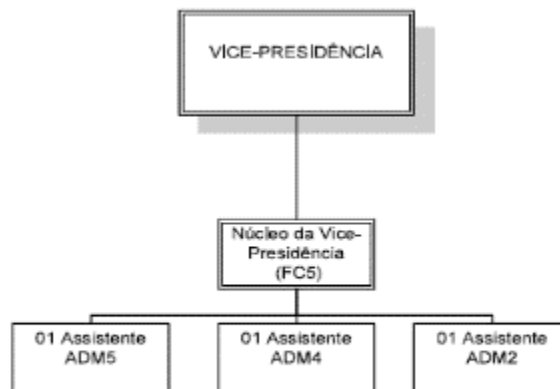 VICE-PRESIDÊNCIA
Núcleo da Vice-
Presidência
(FC5)
01 Assistente
ADM5
01 Assistente
ADM4
01 Assistente
ADM2